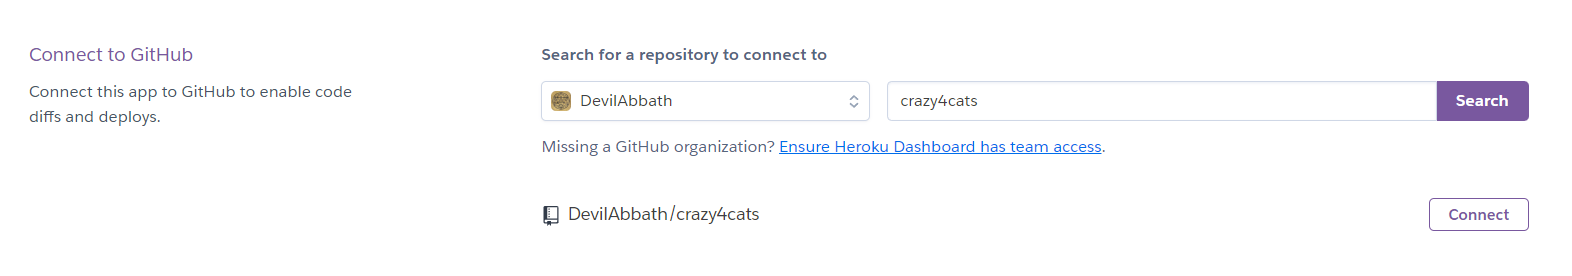 Connect to GitHub
Connect this app to GitHub to enable code
diffs and deploys.
Search for a repository to connect to
DevilAbbath
crazy4cats
Search
Missing a GitHub organization? Ensure Heroku Dashboard has team access.
DevilAbbath/crazy4cats
Connect